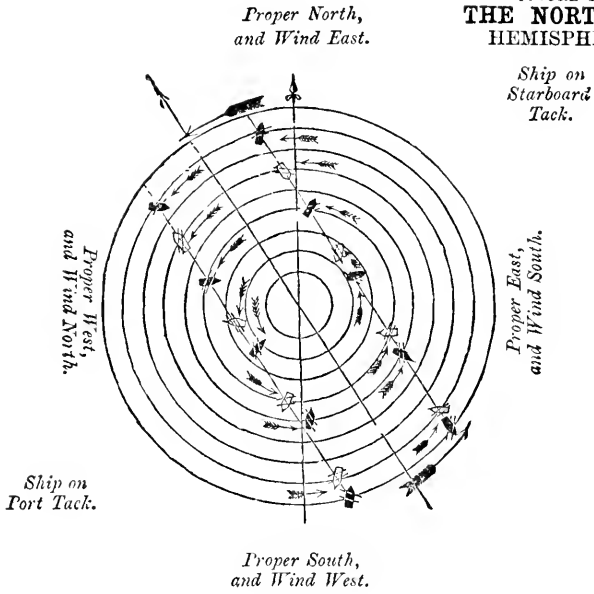 Proper North,
and Wind East.
THE NORT
HEMISPH
Ship on
Starboard
Tack.
Proper West,
and Wind North.
Proper East,
and Wind South.
Ship on
Port Tack.
Proper South,
and Wind West.